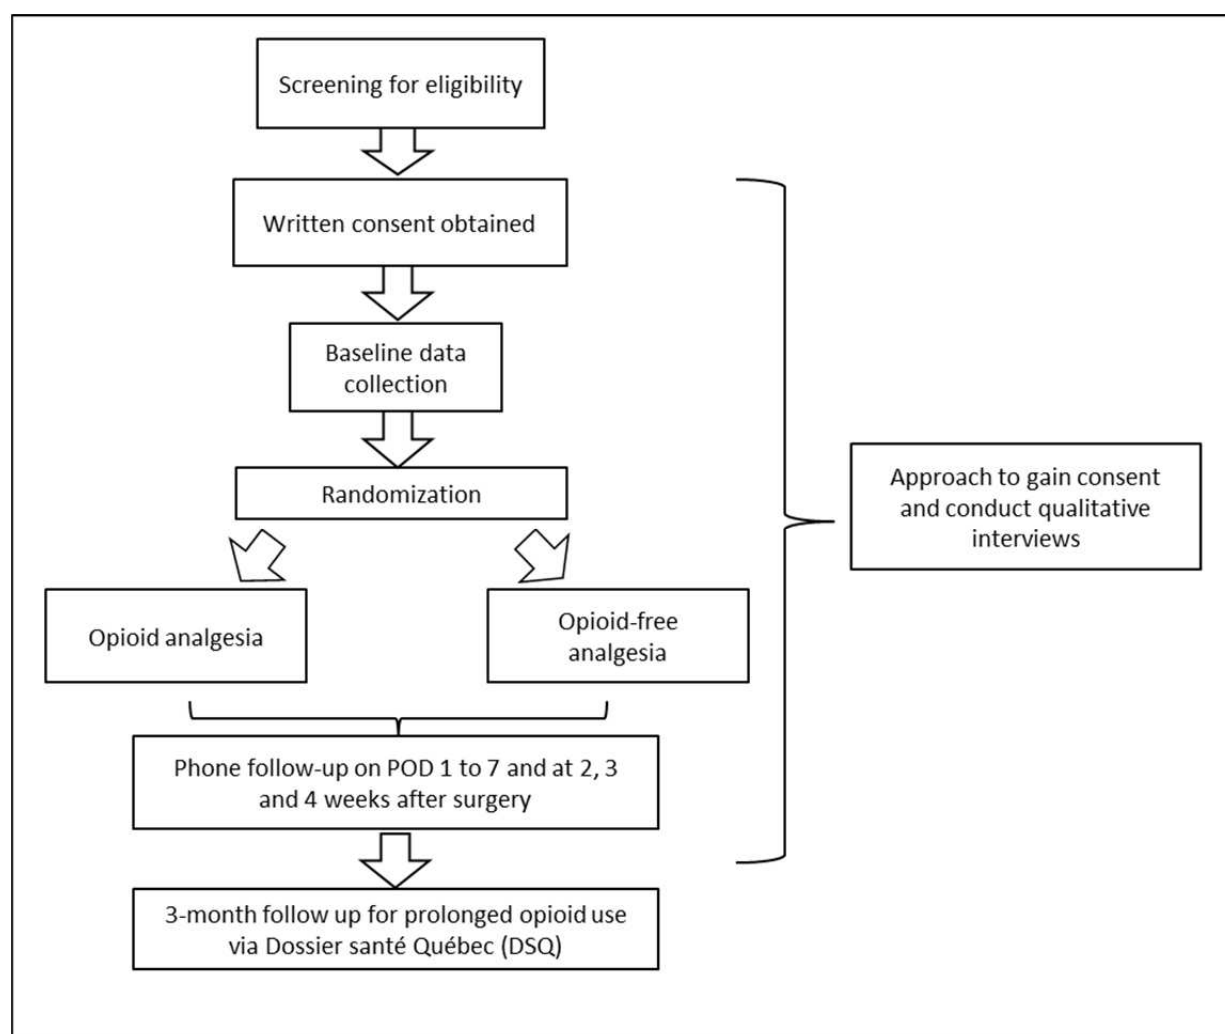 Screening for eligibility
Written consent obtained
Baseline data
collection
Randomization
Opioid analgesia
Opioid-free
analgesia
Phone follow-up on POD 1 to 7 and at 2, 3
and 4 weeks after surgery
3-month follow up for prolonged opioid use
via Dossier santé Québec (DSQ)
Approach to gain consent
and conduct qualitative
interviews